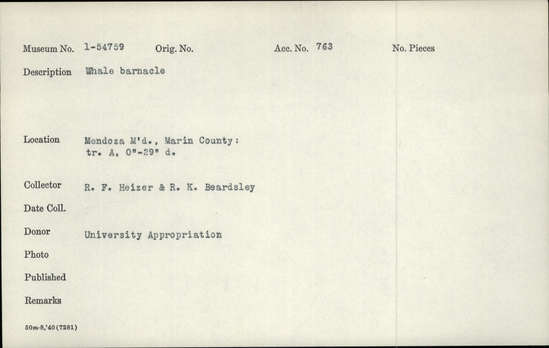 Museum No. 1-54759 Orig. No. Acc. No. 763 No. Pieces
Description Whale barnacle
Location Mendoza M'd., Marin County:
tr. A, 0"-29" d.
Collector R. F. Heizer & R. K. Beardsley
Date Coll.
Donor University Appropriation
Photo
Published
Remarks
50m-8,'40(7281)